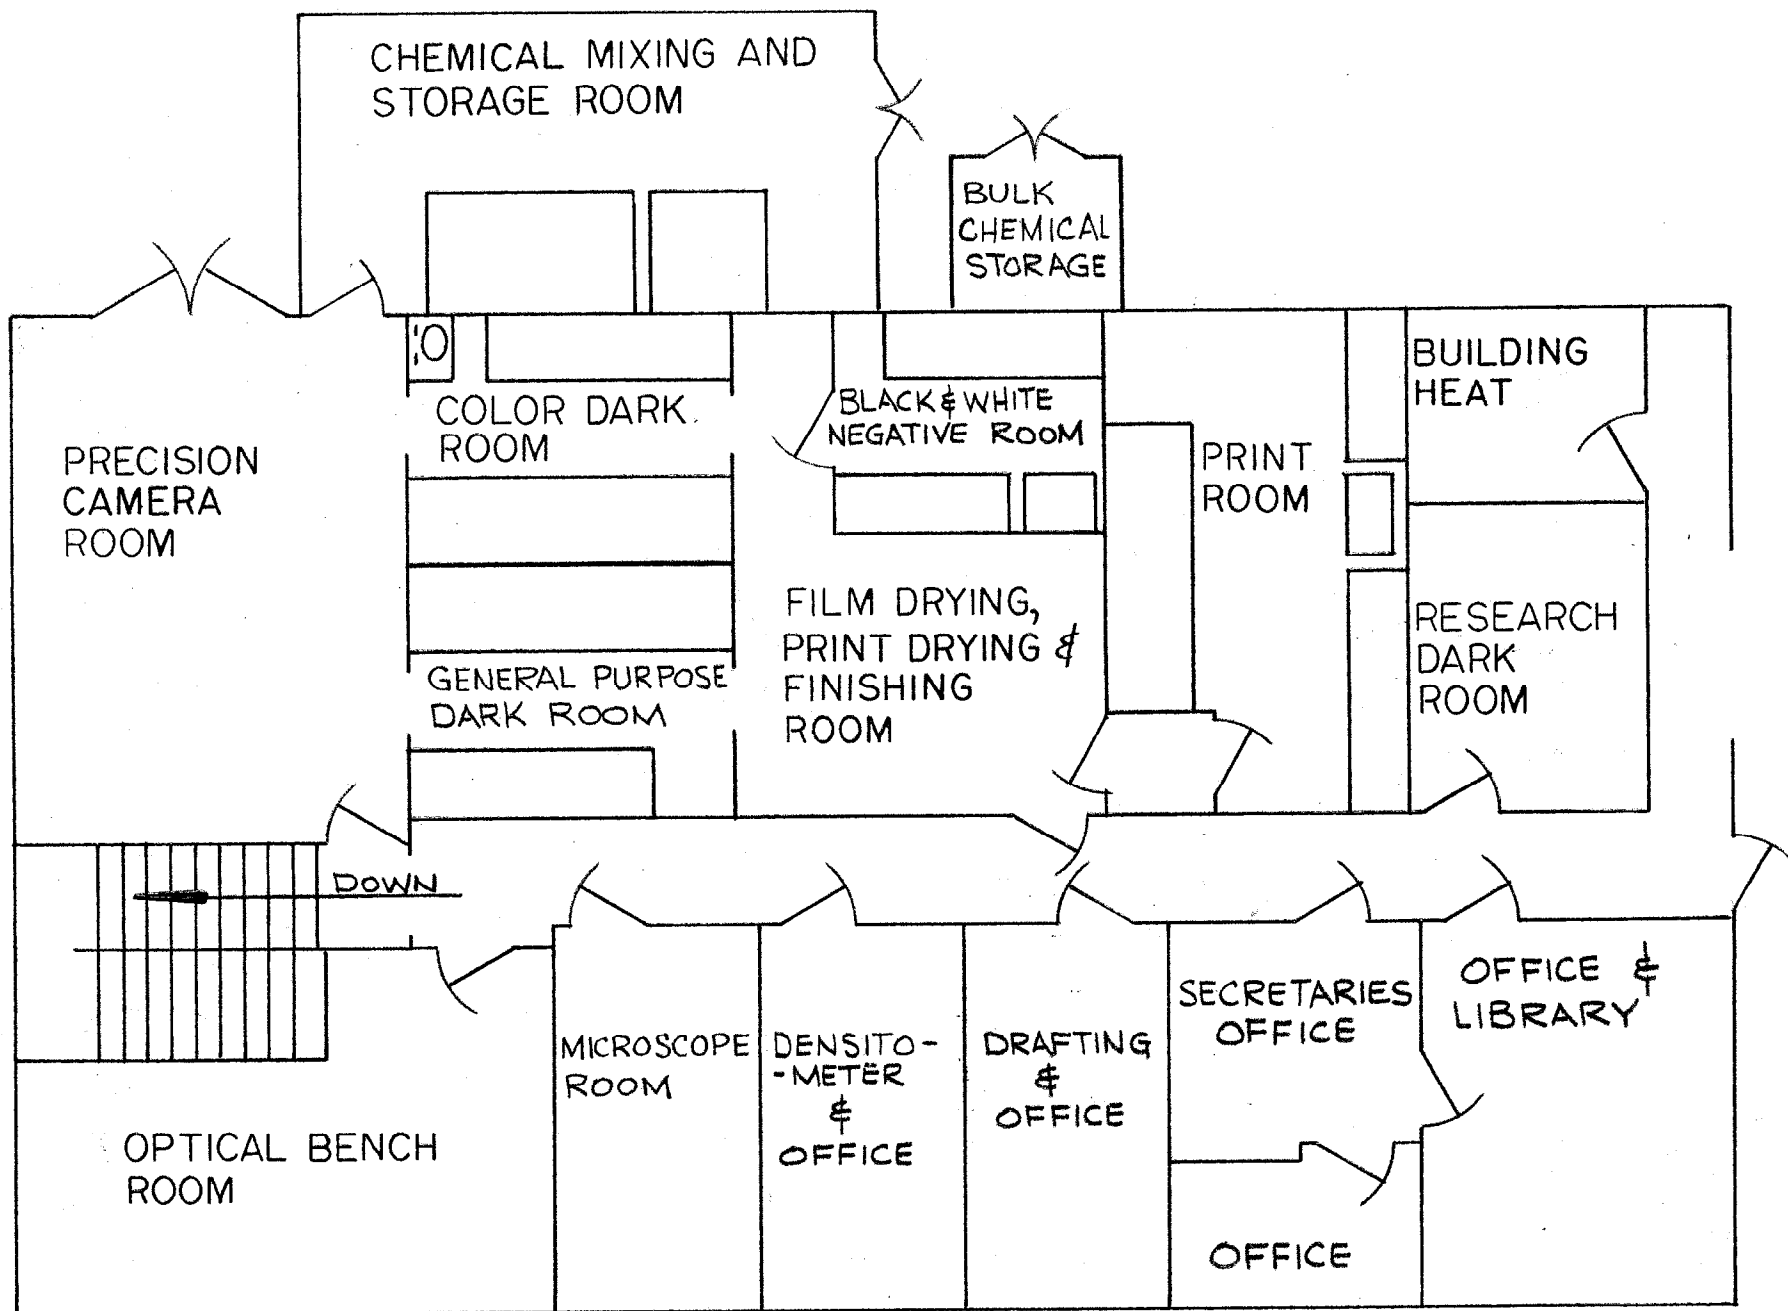 CHEMICAL MIXING AND
STORAGE ROOM
BULK
CHEMICAL
STORAGE
PRECISION
CAMERA
ROOM
COLOR DARK
ROOM
BLACK & WHITE
NEGATIVE ROOM
PRINT
ROOM
BUILDING
HEAT
GENERAL PURPOSE
DARK ROOM
FILM DRYING,
PRINT DRYING &
FINISHING
ROOM
RESEARCH
DARK
ROOM
DOWN
OPTICAL BENCH
ROOM
MICROSCOPE
ROOM
DENSITO-
-METER
&
OFFICE
DRAFTING
&
OFFICE
SECRETARIES
OFFICE
OFFICE
OFFICE &
LIBRARY